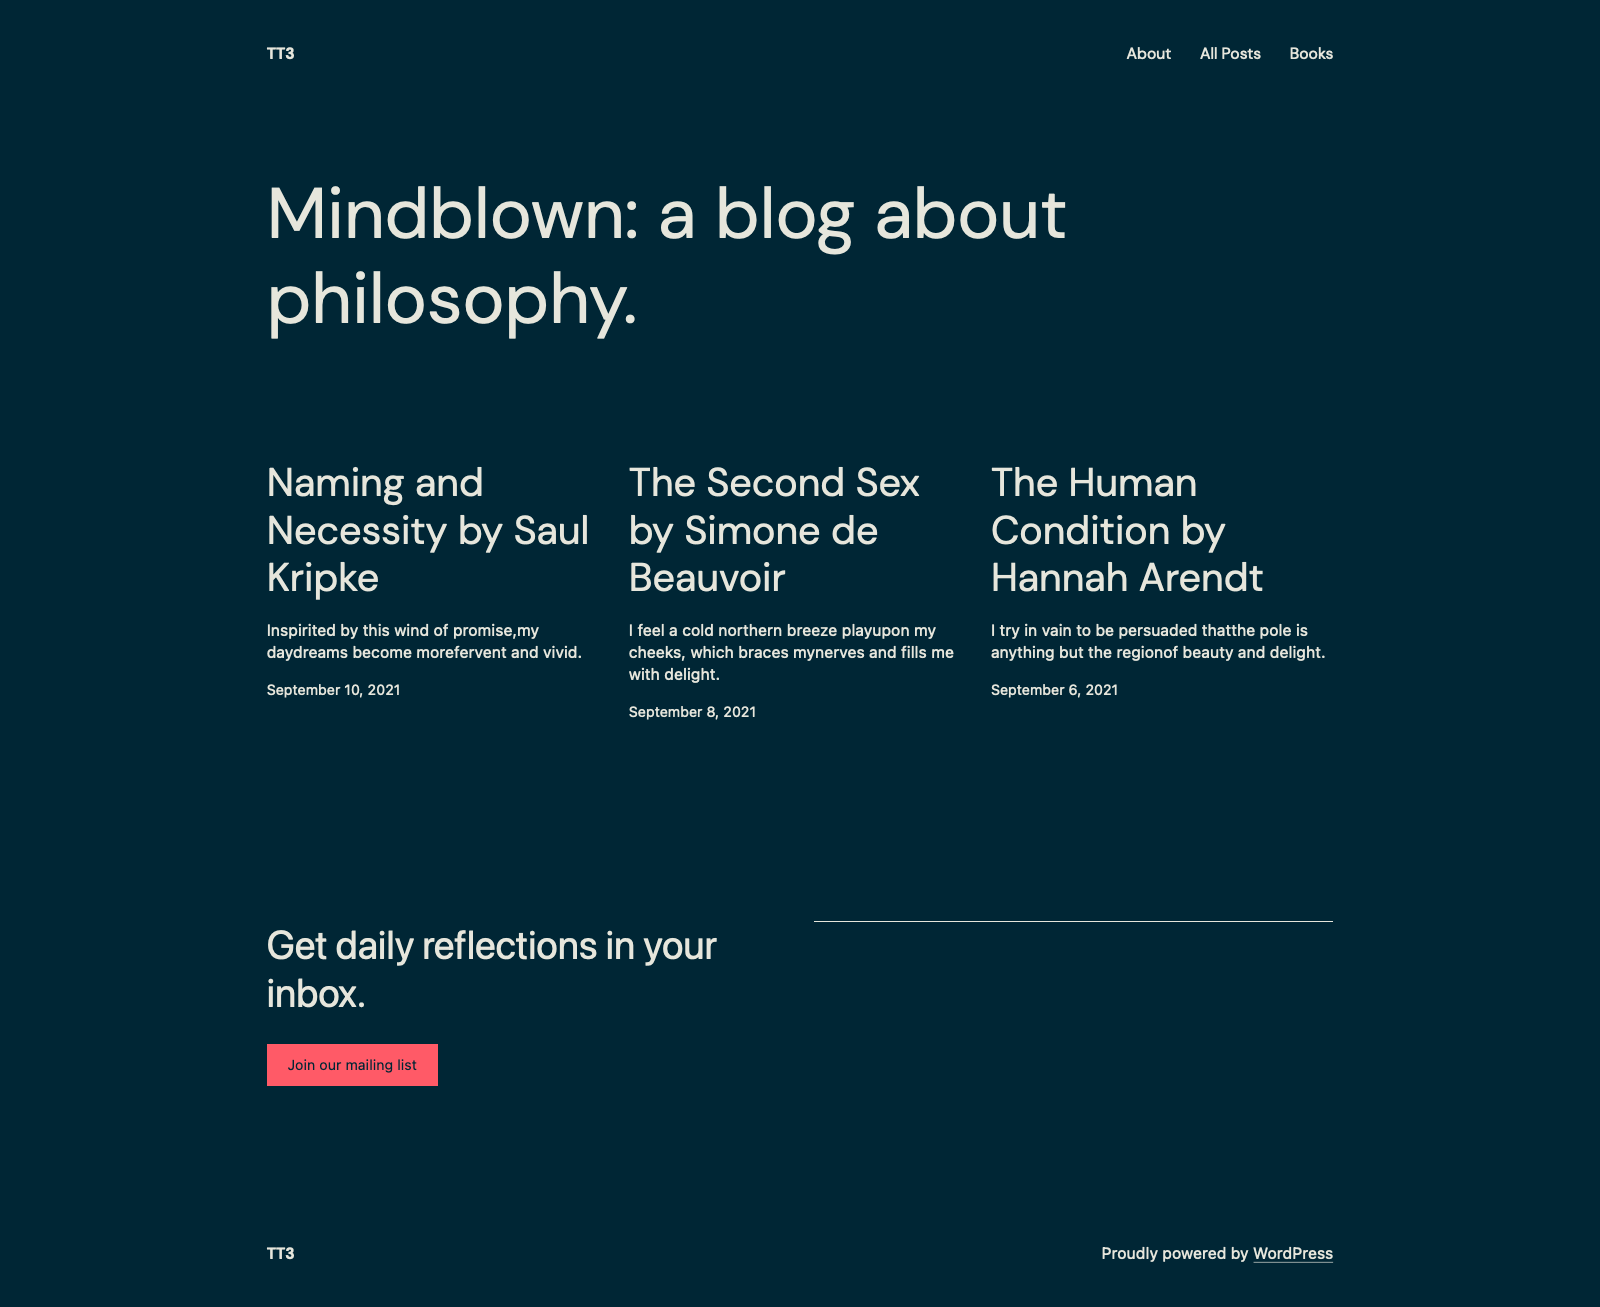 TT3
About All Posts Books
Mindblown: a blog about
philosophy.
Naming and
Necessity by Saul
Kripke
Inspirited by this wind of promise,my
daydreams become morefervent and vivid.
September 10, 2021
The Second Sex
by Simone de
Beauvoir
I feel a cold northern breeze playupon my
cheeks, which braces mynerves and fills me
with delight.
September 8, 2021
The Human
Condition by
Hannah Arendt
I try in vain to be persuaded thatthe pole is
anything but the regionof beauty and delight.
September 6, 2021
Get daily reflections in your
inbox.
Join our mailing list
TT3
Proudly powered by WordPress